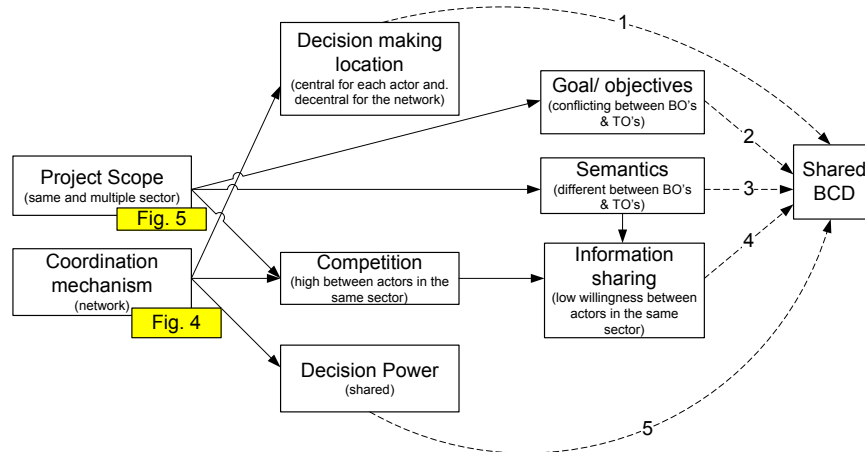 Decision making
location
(central for each actor and.
decentral for the network)
1
Goal/ objectives
(conflicting between BO's
& TO's)
2
Project Scope
(same and multiple sector)
Fig. 5
Semantics
(different between BO's
& TO's)
3
Shared
BCD
4
Coordination
mechanism
(network)
Fig. 4
Competition
(high between actors in the
same sector)
Information
sharing
(low willingness between
actors in the same
sector)
Decision Power
(shared)
5